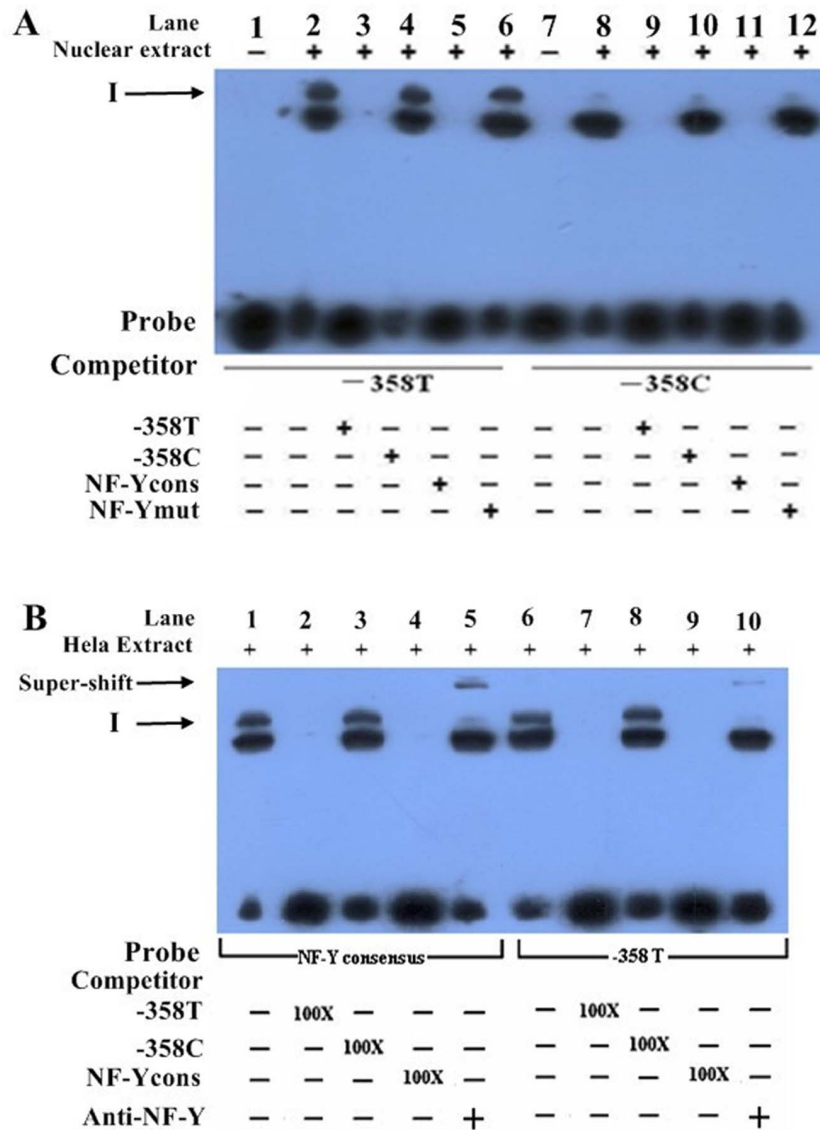 A
Lane 1 2 3 4 5 6 7 8 9 10 11 12
Nuclear extract − + + + + + − + + + + +
I
Probe
Competitor
−358T −358C
-358T − − + − − − − − + − − −
-358C − − − + − − − − − + − −
NF-Ycons − − − − + − − − − − + −
NF-Ymut − − − − − + − − − − − +
B
Lane 1 2 3 4 5 6 7 8 9 10
Hela Extract + + + + + + + + + +
Super-shift
I
Probe NF-Y consensus -358 T
Competitor
-358T − 100X − − − − 100X − − −
-358C − − 100X − − − − 100X − −
NF-Ycons − − − 100X − − − − 100X −
Anti-NF-Y − − − − + − − − − +